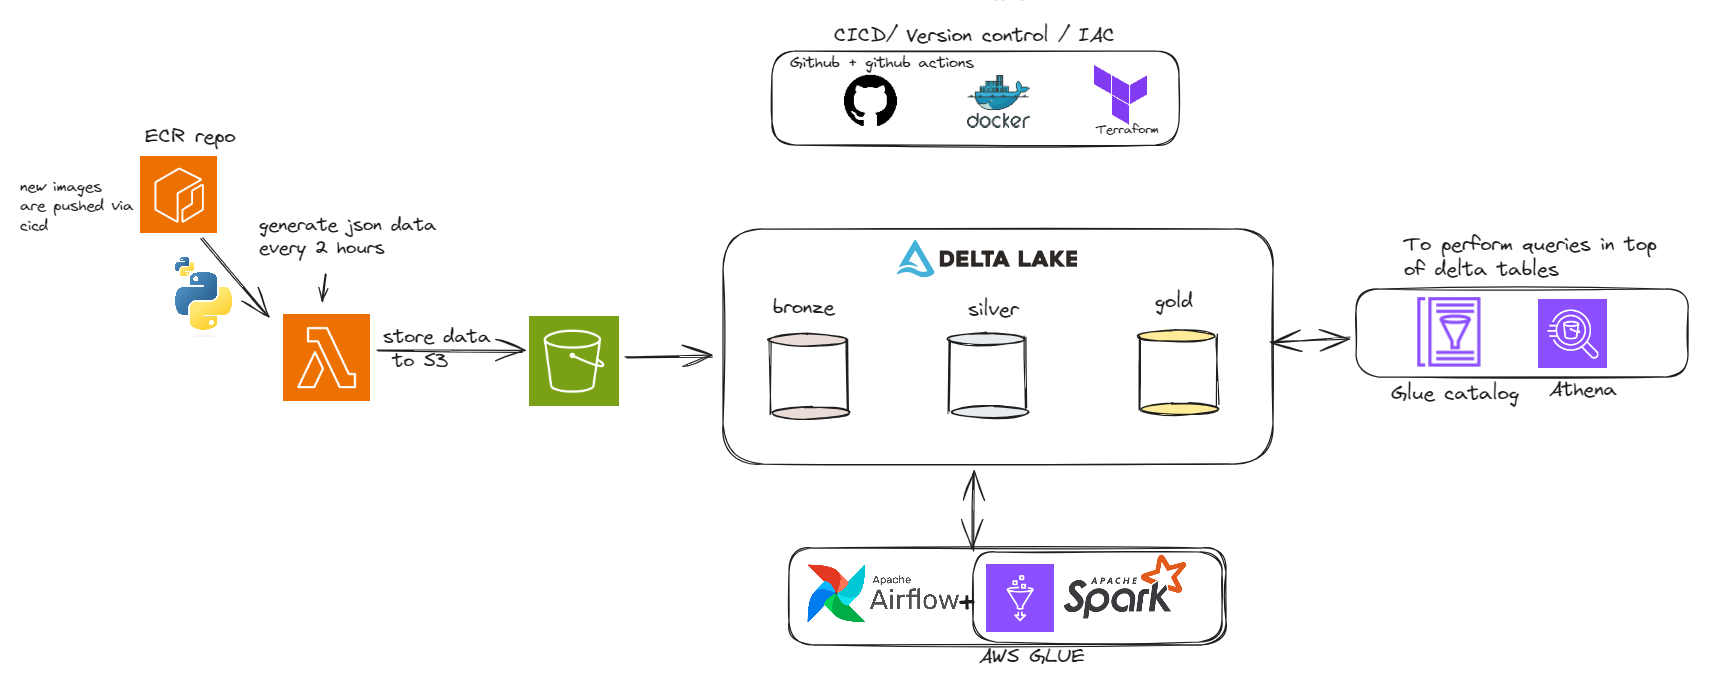 CICD/ Version control / IAC
Github + github actions
docker
Terraform
ECR repo
new images
are pushed via
cicd
generate json data
every 2 hours
store data
to S3
DELTA LAKE
bronze
silver
gold
To perform queries in top
of delta tables
Glue catalog
Athena
Apache
Airflow+
APACHE
Spark
AWS GLUE